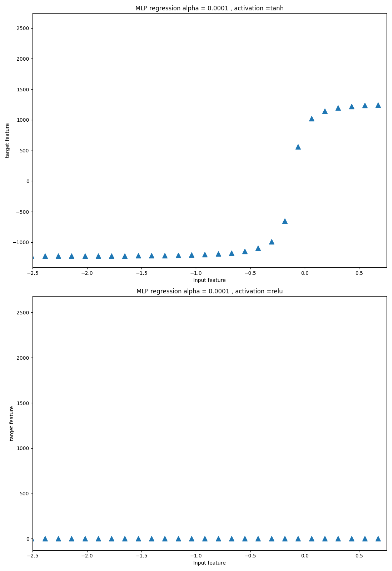 MLP regression alpha = 0.0001 , activation =tanh
2500
2000
1500
1000
500
0
−500
−1000
target feature
−2.5 −2.0 −1.5 −1.0 −0.5 0.0 0.5
input feature
MLP regression alpha = 0.0001 , activation =relu
2500
2000
1500
1000
500
0
target feature
−2.5 −2.0 −1.5 −1.0 −0.5 0.0 0.5
input feature